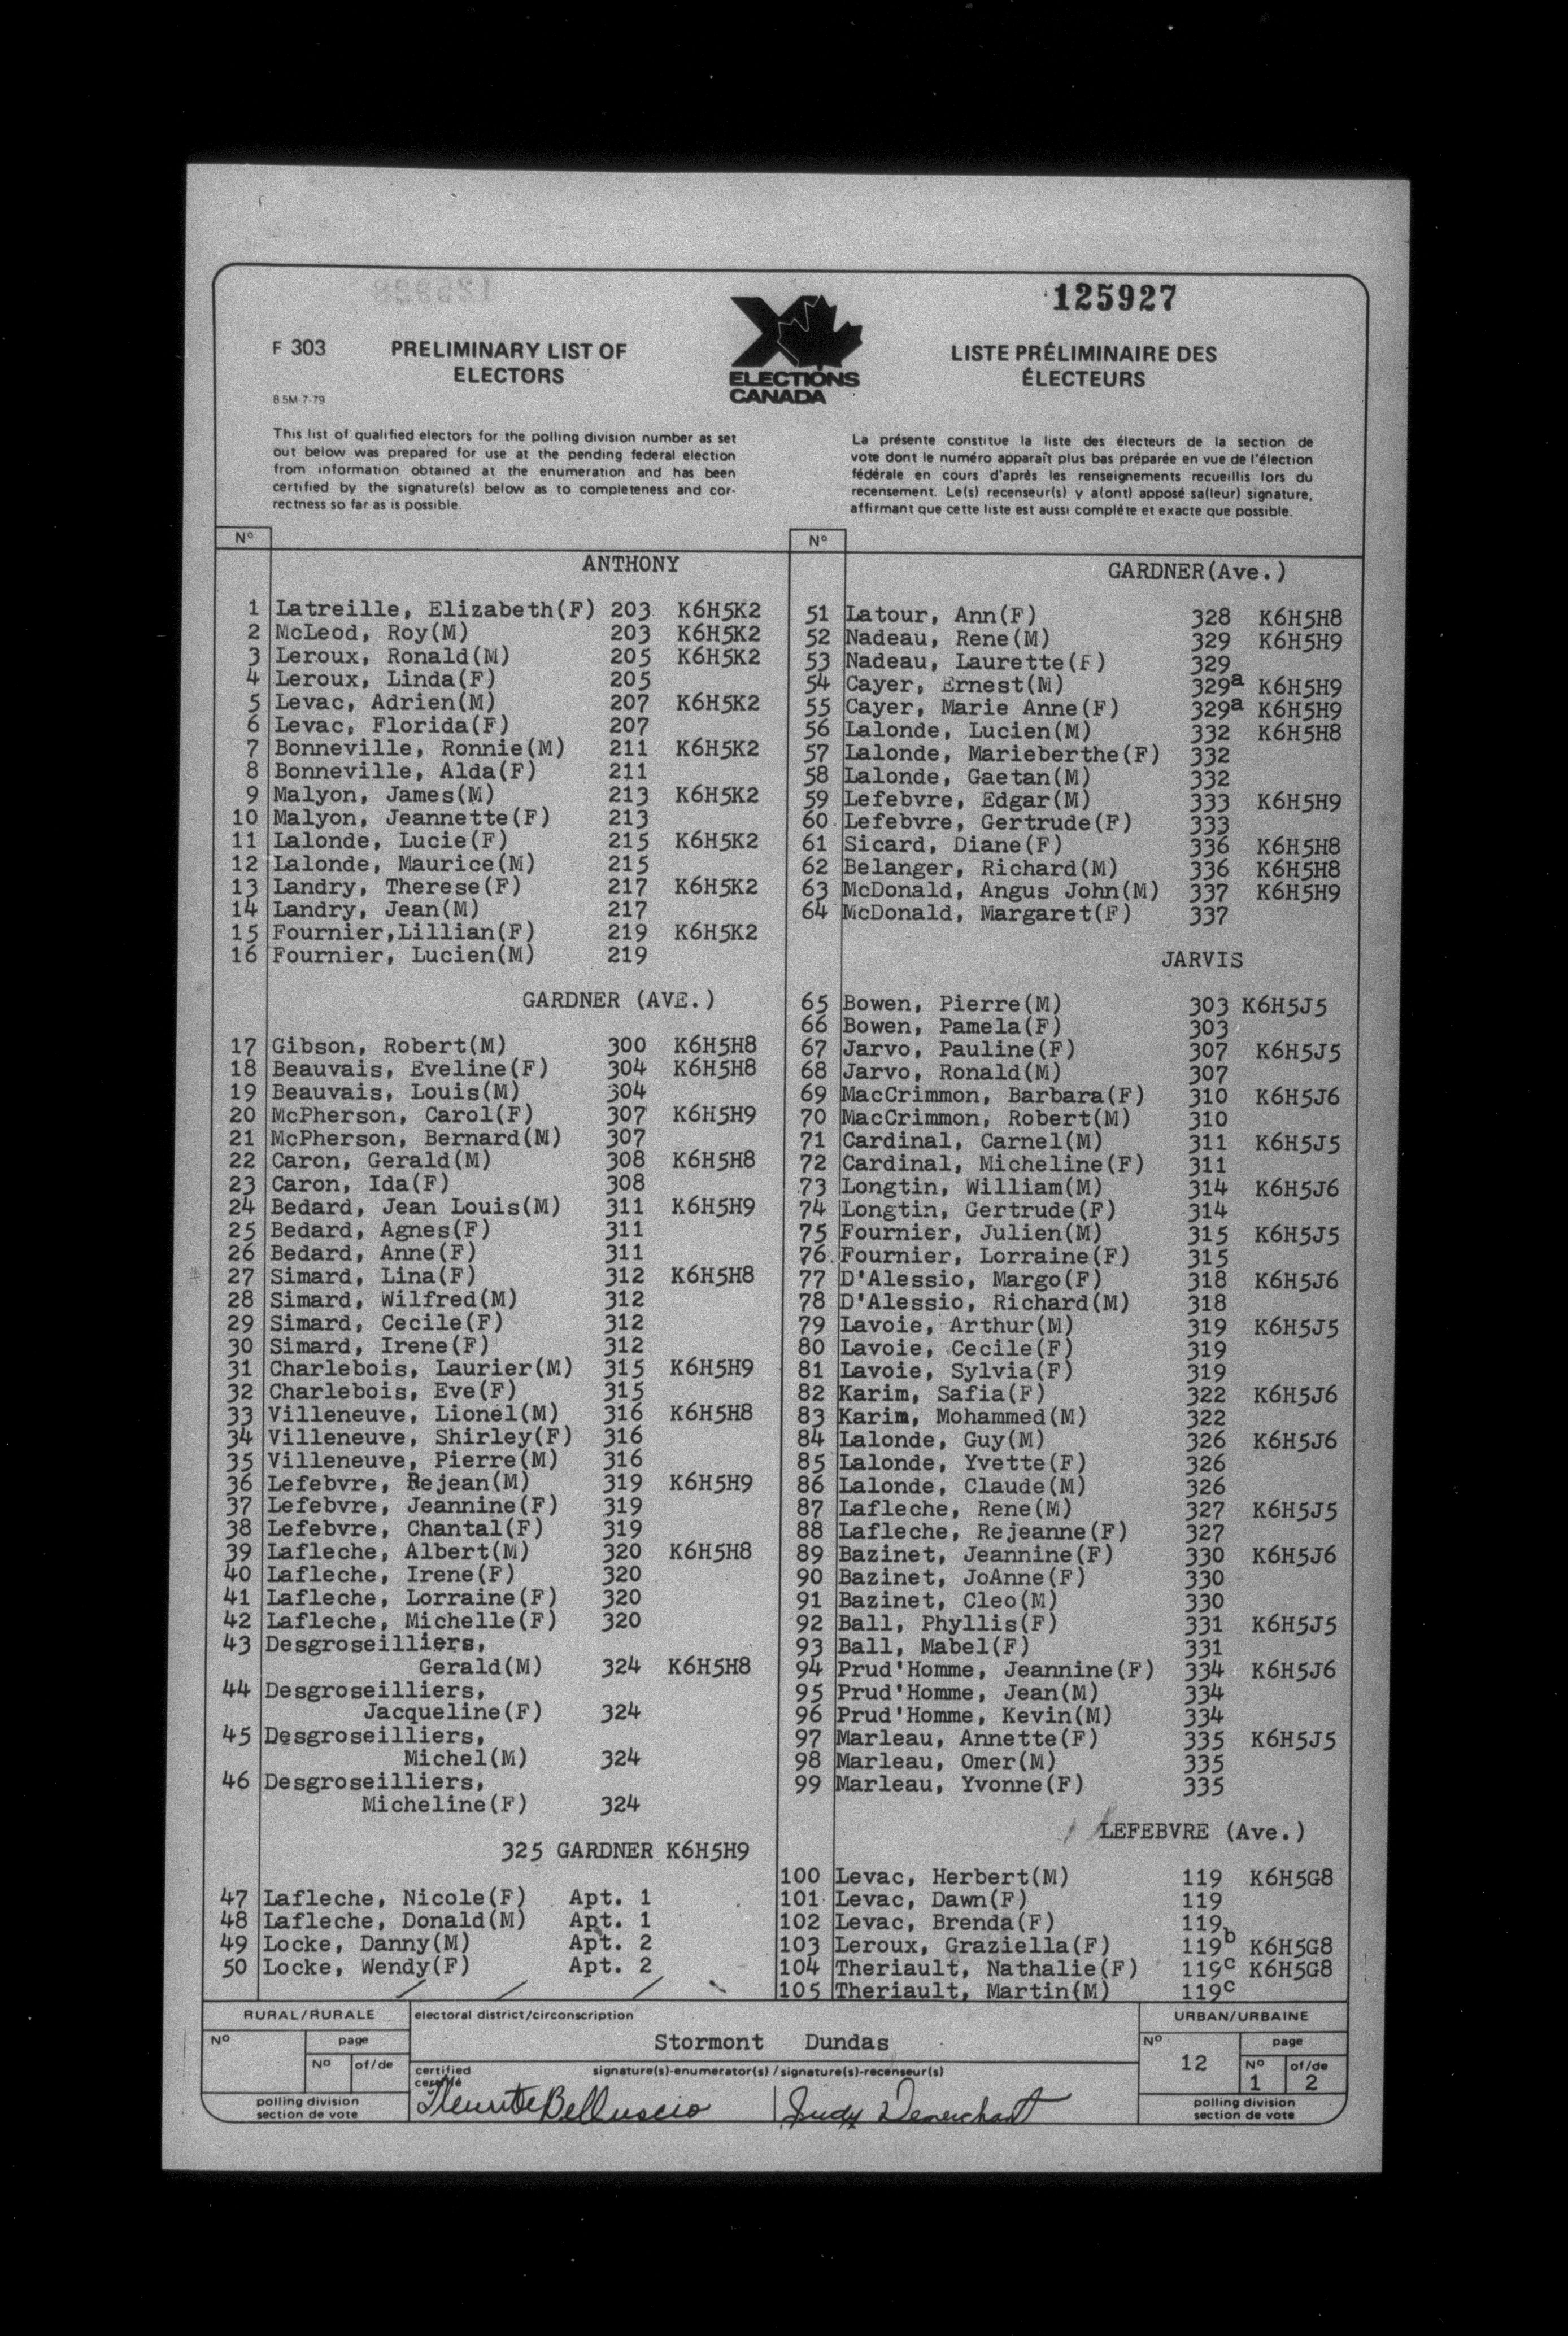 125927
F 303
PRELIMINARY LIST OF
ELECTORS
8 5M-7-79
ELECTIONS
CANADA
LISTE PRÉLIMINAIRE DES
ÉLECTEURS
This list of qualified electors for the polling division number as set
out below was prepared for use at the pending federal election
from information obtained at the enumeration and has been
certified by the signature(s) below as to completeness and cor-
rectness so far as is possible.
La présente constitue la liste des électeurs de la section de
vote dont le numéro apparaît plus bas préparée en vue de l'élection
fédérale en cours d'après les renseignements recueillis lors du
recensement. Le(s) recenseur(s) y a(ont) apposé sa(leur) signature,
affirmant que cette liste est aussi complète et exacte que possible.
Nº
ANTHONY
1 Latreille, Elizabeth(F) 203 K6H5K2
2 McLeod, Roy(M) 203 K6H5K2
3 Leroux, Ronald(M) 205 K6H5K2
4 Leroux, Linda(F) 205
5 Levac, Adrien(M) 207 K6H5K2
6 Levac, Florida(F) 207
7 Bonneville, Ronnie(M) 211 K6H5K2
8 Bonneville, Alda(F) 211
9 Malyon, James(M) 213 K6H5K2
10 Malyon, Jeannette(F) 213
11 Lalonde, Lucie(F) 215 K6H5K2
12 Lalonde, Maurice(M) 215
13 Landry, Therese(F) 217 K6H5K2
14 Landry, Jean(M) 217
15 Fournier,Lillian(F) 219 K6H5K2
16 Fournier, Lucien(M) 219
GARDNER (AVE.)
17 Gibson, Robert(M) 300 K6H5H8
18 Beauvais, Eveline(F) 304 K6H5H8
19 Beauvais, Louis(M) 304
20 McPherson, Carol(F) 307 K6H5H9
21 McPherson, Bernard(M) 307
22 Caron, Gerald(M) 308 K6H5H8
23 Caron, Ida(F) 308
24 Bedard, Jean Louis(M) 311 K6H5H9
25 Bedard, Agnes(F) 311
26 Bedard, Anne(F) 311
27 Simard, Lina(F) 312 K6H5H8
28 Simard, Wilfred(M) 312
29 Simard, Cecile(F) 312
30 Simard, Irene(F) 312
31 Charlebois, Laurier(M) 315 K6H5H9
32 Charlebois, Eve(F) 315
33 Villeneuve, Lionel(M) 316 K6H5H8
34 Villeneuve, Shirley(F) 316
35 Villeneuve, Pierre(M) 316
36 Lefebvre, Rejean(M) 319 K6H5H9
37 Lefebvre, Jeannine(F) 319
38 Lefebvre, Chantal(F) 319
39 Lafleche, Albert(M) 320 K6H5H8
40 Lafleche, Irene(F) 320
41 Lafleche, Lorraine(F) 320
42 Lafleche, Michelle(F) 320
43 Desgroseilliers,
Gerald(M) 324 K6H5H8
44 Desgroseilliers,
Jacqueline(F) 324
45 Desgroseilliers,
Michel(M) 324
46 Desgroseilliers,
Micheline(F) 324
325 GARDNER K6H5H9
47 Lafleche, Nicole(F) Apt. 1
48 Lafleche, Donald(M) Apt. 1
49 Locke, Danny(M) Apt. 2
50 Locke, Wendy(F) Apt. 2
Nº
GARDNER(Ave.)
51 Latour, Ann(F) 328 K6H5H8
52 Nadeau, Rene(M) 329 K6H5H9
53 Nadeau, Laurette(F) 329
54 Cayer, Ernest(M) 329a K6H5H9
55 Cayer, Marie Anne(F) 329a K6H5H9
56 Lalonde, Lucien(M) 332 K6H5H8
57 Lalonde, Marieberthe(F) 332
58 Lalonde, Gaetan(M) 332
59 Lefebvre, Edgar(M) 333 K6H5H9
60 Lefebvre, Gertrude(F) 333
61 Sicard, Diane(F) 336 K6H5H8
62 Belanger, Richard(M) 336 K6H5H8
63 McDonald, Angus John(M) 337 K6H5H9
64 McDonald, Margaret(F) 337
JARVIS
65 Bowen, Pierre(M) 303 K6H5J5
66 Bowen, Pamela(F) 303
67 Jarvo, Pauline(F) 307 K6H5J5
68 Jarvo, Ronald(M) 307
69 MacCrimmon, Barbara(F) 310 K6H5J6
70 MacCrimmon, Robert(M) 310
71 Cardinal, Carnel(M) 311 K6H5J5
72 Cardinal, Micheline(F) 311
73 Longtin, William(M) 314 K6H5J6
74 Longtin, Gertrude(F) 314
75 Fournier, Julien(M) 315 K6H5J5
76 Fournier, Lorraine(F) 315
77 D'Alessio, Margo(F) 318 K6H5J6
78 D'Alessio, Richard(M) 318
79 Lavoie, Arthur(M) 319 K6H5J5
80 Lavoie, Cecile(F) 319
81 Lavoie, Sylvia(F) 319
82 Karim, Safia(F) 322 K6H5J6
83 Karim, Mohammed(M) 322
84 Lalonde, Guy(M) 326 K6H5J6
85 Lalonde, Yvette(F) 326
86 Lalonde, Claude(M) 326
87 Lafleche, Rene(M) 327 K6H5J5
88 Lafleche, Rejeanne(F) 327
89 Bazinet, Jeannine(F) 330 K6H5J6
90 Bazinet, JoAnne(F) 330
91 Bazinet, Cleo(M) 330
92 Ball, Phyllis(F) 331 K6H5J5
93 Ball, Mabel(F) 331
94 Prud'Homme, Jeannine(F) 334 K6H5J6
95 Prud'Homme, Jean(M) 334
96 Prud'Homme, Kevin(M) 334
97 Marleau, Annette(F) 335 K6H5J5
98 Marleau, Omer(M) 335
99 Marleau, Yvonne(F) 335
LEFEBVRE (Ave.)
100 Levac, Herbert(M) 119 K6H5G8
101 Levac, Dawn(F) 119
102 Levac, Brenda(F) 119
103 Leroux, Graziella(F) 119b K6H5G8
104 Theriault, Nathalie(F) 119c K6H5G8
105 Theriault, Martin(M) 119c
RURAL/RURALE
Nº
page
Nº of/de
polling division
section de vote
electoral district/circonscription
Stormont Dundas
certified
certifié
signature(s)-enumerator(s) / signature(s)-recenseur(s)
Belluscio
Judy
URBAN/URBAINE
Nº
12
page
Nº of/de
1 2
polling division
section de vote